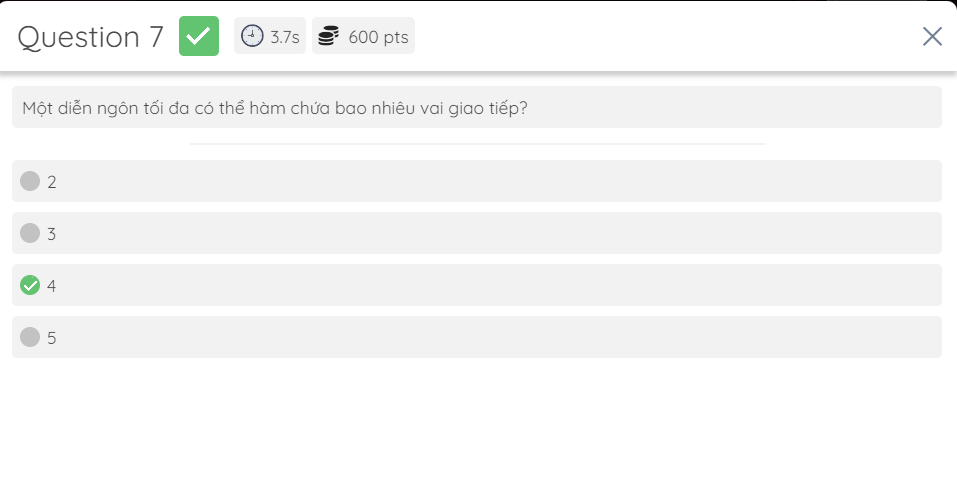 Question 7
3.7s
600 pts
Một diễn ngôn tối đa có thể hàm chứa bao nhiêu vai giao tiếp?
2
3
4
5